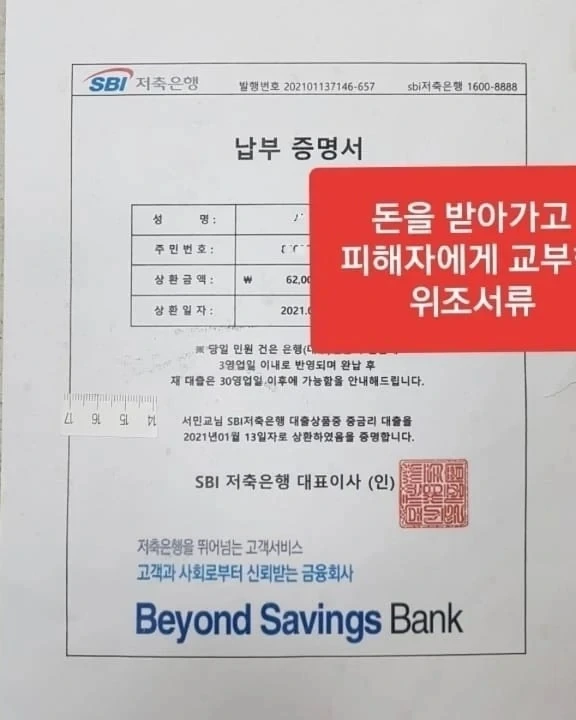 SBI 저축은행
발행번호 202101137146-657
sbi저축은행 1600-8888
납부 증명서
성 명:
주민번호:
상환금액: ₩ 62,00
상환일자: 2021.
돈을 받아가고
피해자에게 교부
위조서류
※ 당일 민원 건은
3영업일 이내로 반영되며 완납 후
재 대출은 30영업일 이후에 가능함을 안내해드립니다.
17 16 15 14
서민교님 SBI저축은행 대출상품중 중금리 대출을
2021년01월 13일자로 상환하였음을 증명합니다.
SBI 저축은행 대표이사 (인)
저축은행을 뛰어넘는 고객서비스
고객과 사회로부터 신뢰받는 금융회사
Beyond Savings Bank